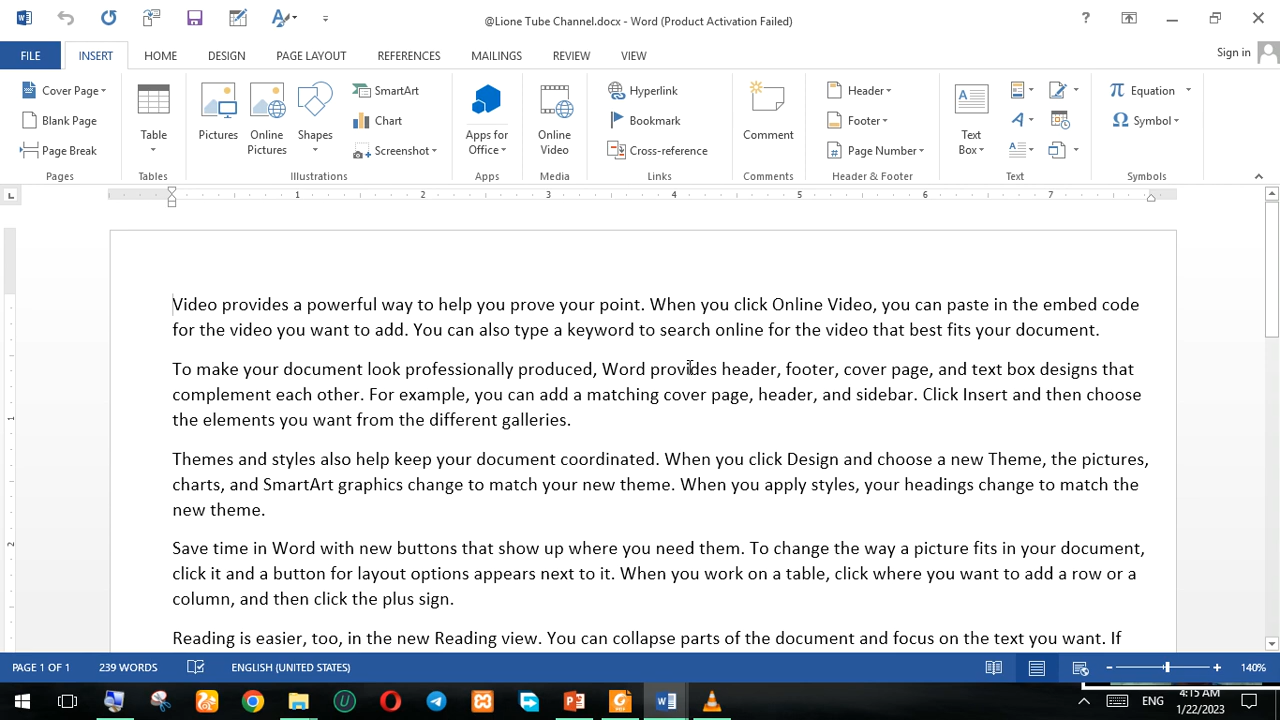 @Lione Tube Channel.docx - Word (Product Activation Failed)
FILE INSERT HOME DESIGN PAGE LAYOUT REFERENCES MAILINGS REVIEW VIEW Sign in
Cover Page
Blank Page
Page Break
Pages
Table
Tables
Pictures
Online Pictures
Shapes
SmartArt
Chart
Screenshot
Illustrations
Apps for Office
Apps
Online Video
Media
Hyperlink
Bookmark
Cross-reference
Links
Comment
Comments
Header
Footer
Page Number
Header & Footer
Text Box
Text
Equation
Symbol
Symbols
1 2 3 4 5 6 7
Video provides a powerful way to help you prove your point. When you click Online Video, you can paste in the embed code
for the video you want to add. You can also type a keyword to search online for the video that best fits your document.
To make your document look professionally produced, Word provides header, footer, cover page, and text box designs that
complement each other. For example, you can add a matching cover page, header, and sidebar. Click Insert and then choose
the elements you want from the different galleries.
Themes and styles also help keep your document coordinated. When you click Design and choose a new Theme, the pictures,
charts, and SmartArt graphics change to match your new theme. When you apply styles, your headings change to match the
new theme.
Save time in Word with new buttons that show up where you need them. To change the way a picture fits in your document,
click it and a button for layout options appears next to it. When you work on a table, click where you want to add a row or a
column, and then click the plus sign.
Reading is easier, too, in the new Reading view. You can collapse parts of the document and focus on the text you want. If
1
2
PAGE 1 OF 1 239 WORDS ENGLISH (UNITED STATES) 140%
ENG
4:15 AM
1/22/2023